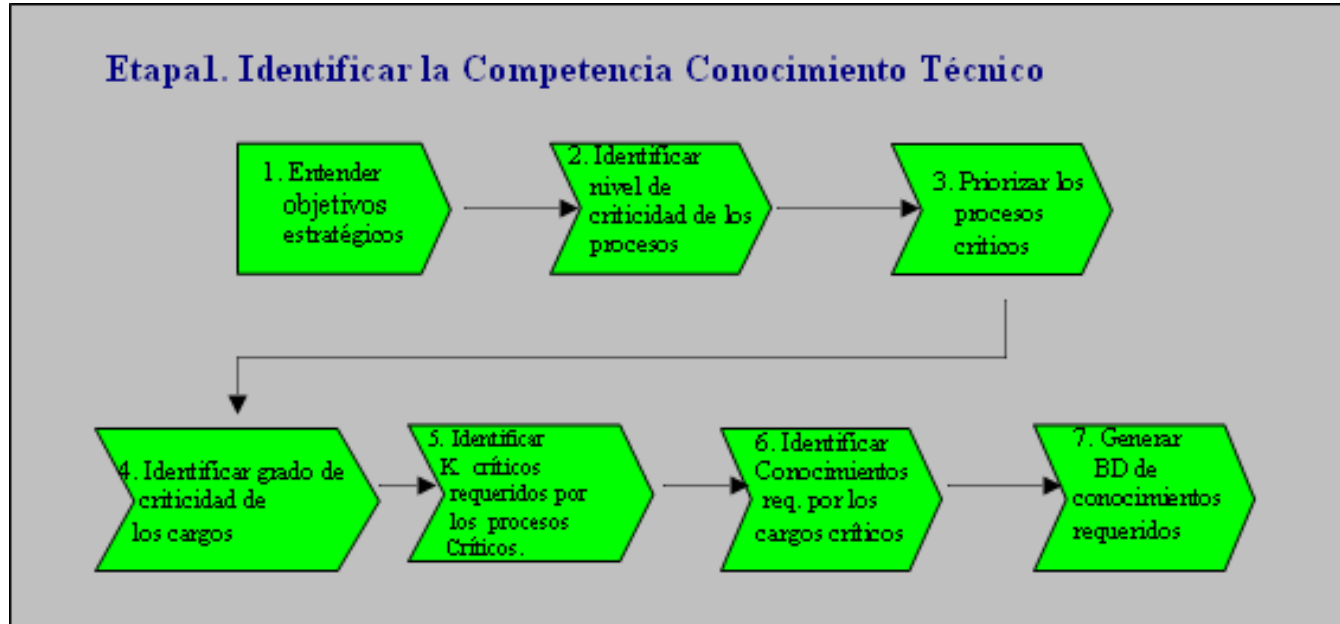 Etapa1. Identificar la Competencia Conocimiento Técnico
1. Entender
objetivos
estratégicos
2. Identificar
nivel de
criticidad de los
procesos
3. Priorizar los
procesos
críticos
4. Identificar grado de
criticidad de
los cargos
5. Identificar
K críticos
requeridos por
los procesos
Críticos.
6. Identificar
Conocimientos
req. por los
cargos críticos
7. Generar
BD de
conocimientos
requeridos